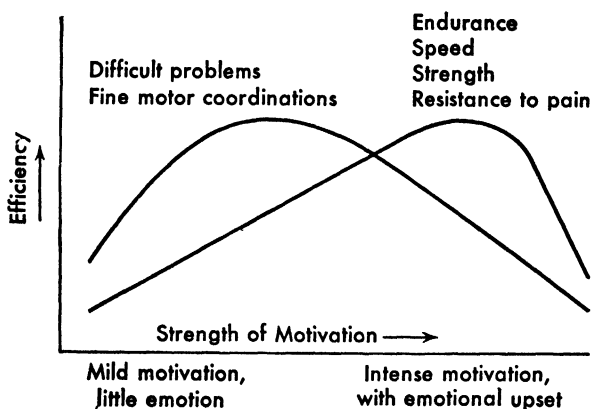 Endurance
Speed
Strength
Resistance to pain
Difficult problems
Fine motor coordinations
Efficiency
Strength of Motivation
Mild motivation,
little emotion
Intense motivation,
with emotional upset